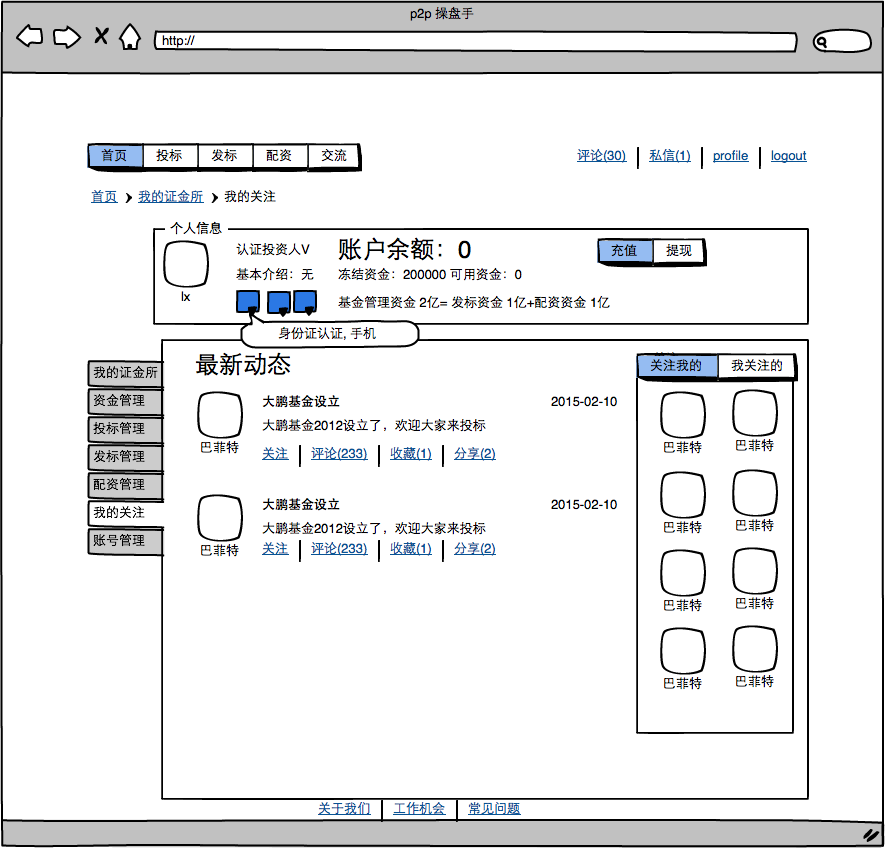 p2p 操盘手
http://
首页 投标 发标 配资 交流
评论(30) 私信(1) profile logout
首页 我的证金所 我的关注
个人信息
认证投资人V
账户余额：0
充值 提现
基本介绍：无
冻结资金：200000 可用资金：0
lx
基金管理资金 2亿= 发标资金 1亿+配资资金 1亿
身份证认证, 手机
我的证金所
资金管理
投标管理
发标管理
配资管理
我的关注
账号管理
最新动态
大鹏基金设立 2015-02-10
大鹏基金2012设立了，欢迎大家来投标
巴菲特
关注 评论(233) 收藏(1) 分享(2)
大鹏基金设立 2015-02-10
大鹏基金2012设立了，欢迎大家来投标
巴菲特
关注 评论(233) 收藏(1) 分享(2)
关注我的 我关注的
巴菲特 巴菲特
巴菲特 巴菲特
巴菲特 巴菲特
巴菲特 巴菲特
关于我们 工作机会 常见问题